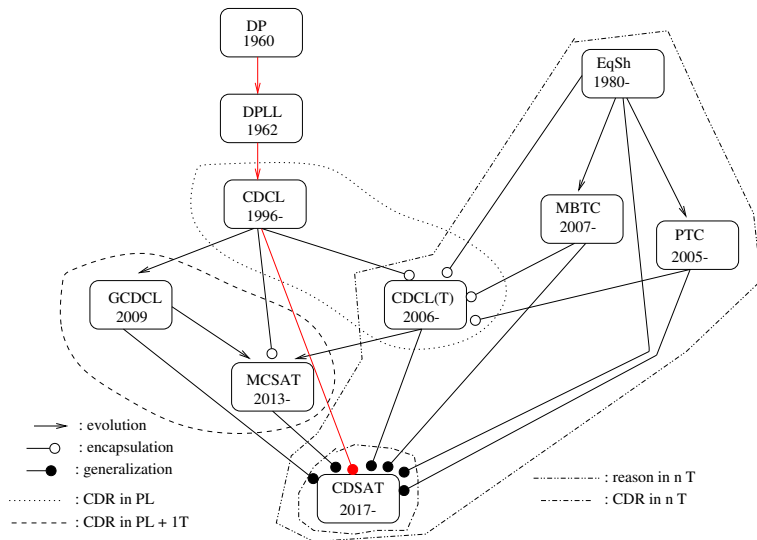 DP
1960
EqSh
1980-
DPLL
1962
CDCL
1996-
MBTC
2007-
PTC
2005-
GCDCL
2009
CDCL(T)
2006-
MCSAT
2013-
: evolution
: encapsulation
: generalization
: CDR in PL
: CDR in PL + 1T
CDSAT
2017-
: reason in n T
: CDR in n T